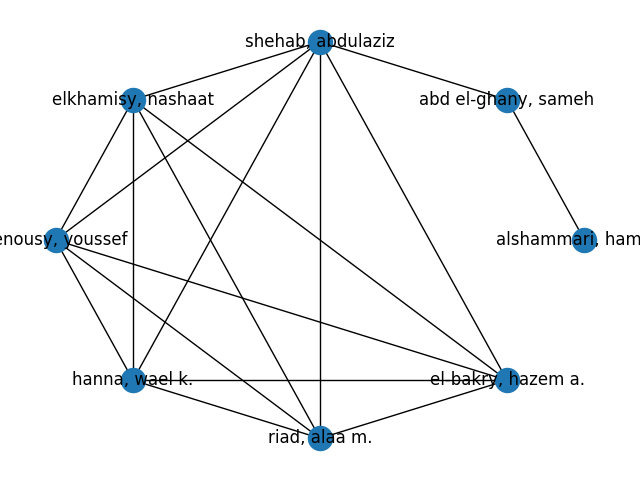 shehab, abdulaziz
elkhamisy, nashaat
abd el-ghany, sameh
enousy, youssef
alshammari, ham
hanna, wael k.
el-bakry, hazem a.
riad, alaa m.